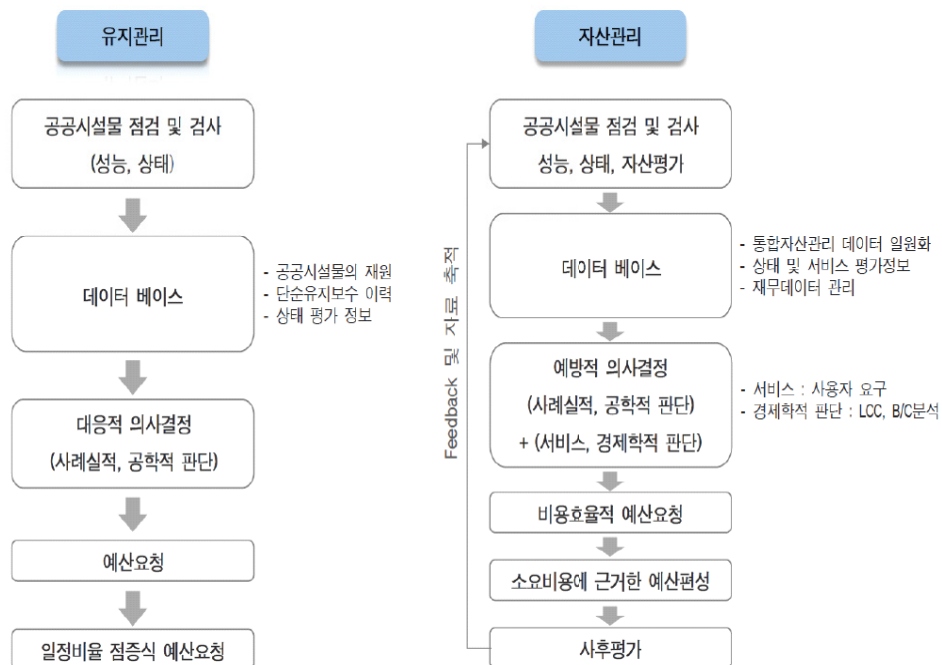 유지관리
공공시설물 점검 및 검사
(성능, 상태)
데이터 베이스
- 공공시설물의 재원
- 단순유지보수 이력
- 상태 평가 정보
대응적 의사결정
(사례실적, 공학적 판단)
예산요청
일정비율 점증식 예산요청
자산관리
공공시설물 점검 및 검사
성능, 상태, 자산평가
데이터 베이스
- 통합자산관리 데이터 일원화
- 상태 및 서비스 평가정보
- 재무데이터 관리
예방적 의사결정
(사례실적, 공학적 판단)
+ (서비스, 경제학적 판단)
- 서비스 : 사용자 요구
- 경제학적 판단 : LCC, B/C분석
비용효율적 예산요청
소요비용에 근거한 예산편성
사후평가
Feedback 및 자료 축적